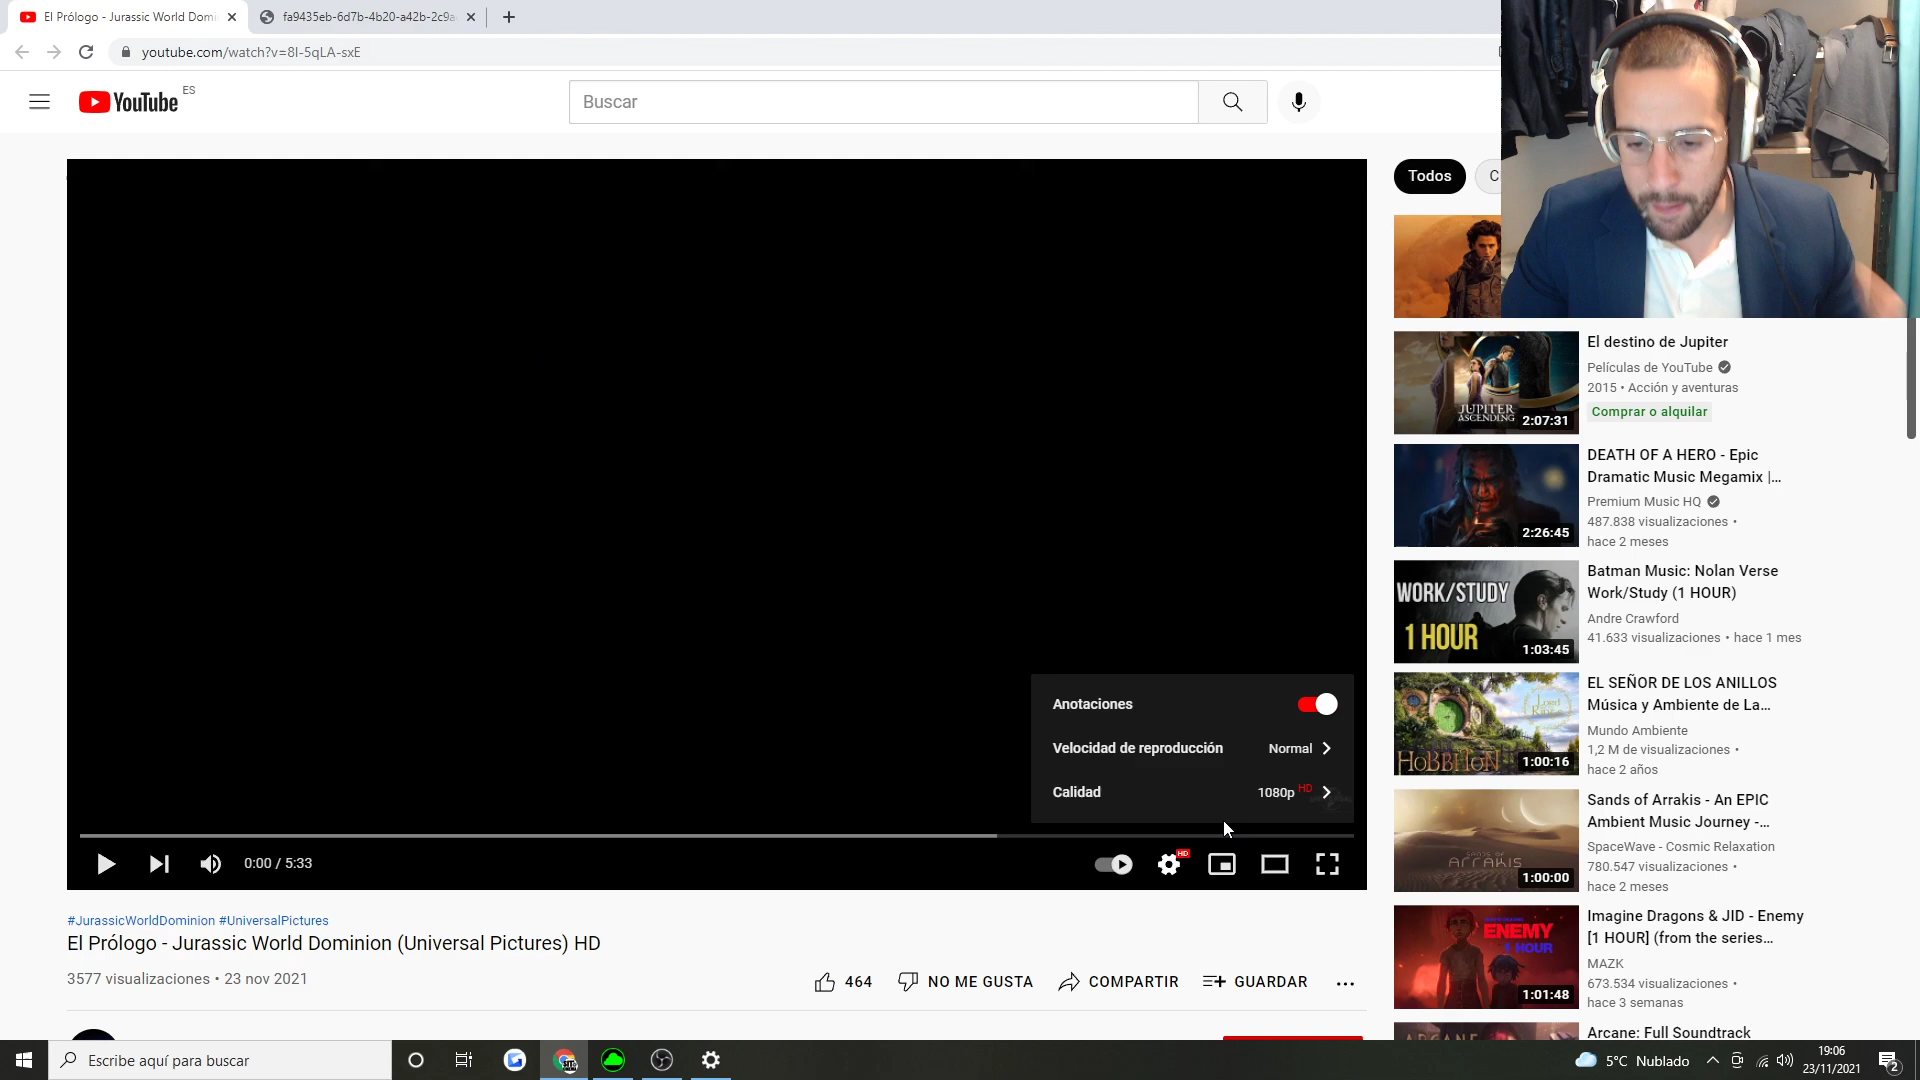 El Prólogo - Jurassic World Domi
fa9435eb-6d7b-4b20-a42b-2c9a
youtube.com/watch?v=8I-5qLA-sxE
YouTube ES
Buscar
Todos
C
Anotaciones
Velocidad de reproducción Normal
Calidad 1080p HD
0:00 / 5:33
HD
#JurassicWorldDominion #UniversalPictures
El Prólogo - Jurassic World Dominion (Universal Pictures) HD
3577 visualizaciones • 23 nov 2021
464 NO ME GUSTA COMPARTIR GUARDAR
JUPITER
ASCENDING
2:07:31
El destino de Jupiter
Películas de YouTube
2015 • Acción y aventuras
Comprar o alquilar
2:26:45
DEATH OF A HERO - Epic
Dramatic Music Megamix |...
Premium Music HQ
487.838 visualizaciones •
hace 2 meses
WORK/STUDY
1 HOUR
1:03:45
Batman Music: Nolan Verse
Work/Study (1 HOUR)
Andre Crawford
41.633 visualizaciones • hace 1 mes
HOBBITON
1:00:16
EL SEÑOR DE LOS ANILLOS
Música y Ambiente de La...
Mundo Ambiente
1,2 M de visualizaciones •
hace 2 años
SANDS OF
ARRAKIS
1:00:00
Sands of Arrakis - An EPIC
Ambient Music Journey -...
SpaceWave - Cosmic Relaxation
780.547 visualizaciones •
hace 2 meses
ENEMY
1 HOUR
1:01:48
Imagine Dragons & JID - Enemy
[1 HOUR] (from the series...
MAZK
673.534 visualizaciones •
hace 3 semanas
ARCANE
Arcane: Full Soundtrack
Escribe aquí para buscar
5°C Nublado
19:06
23/11/2021
2